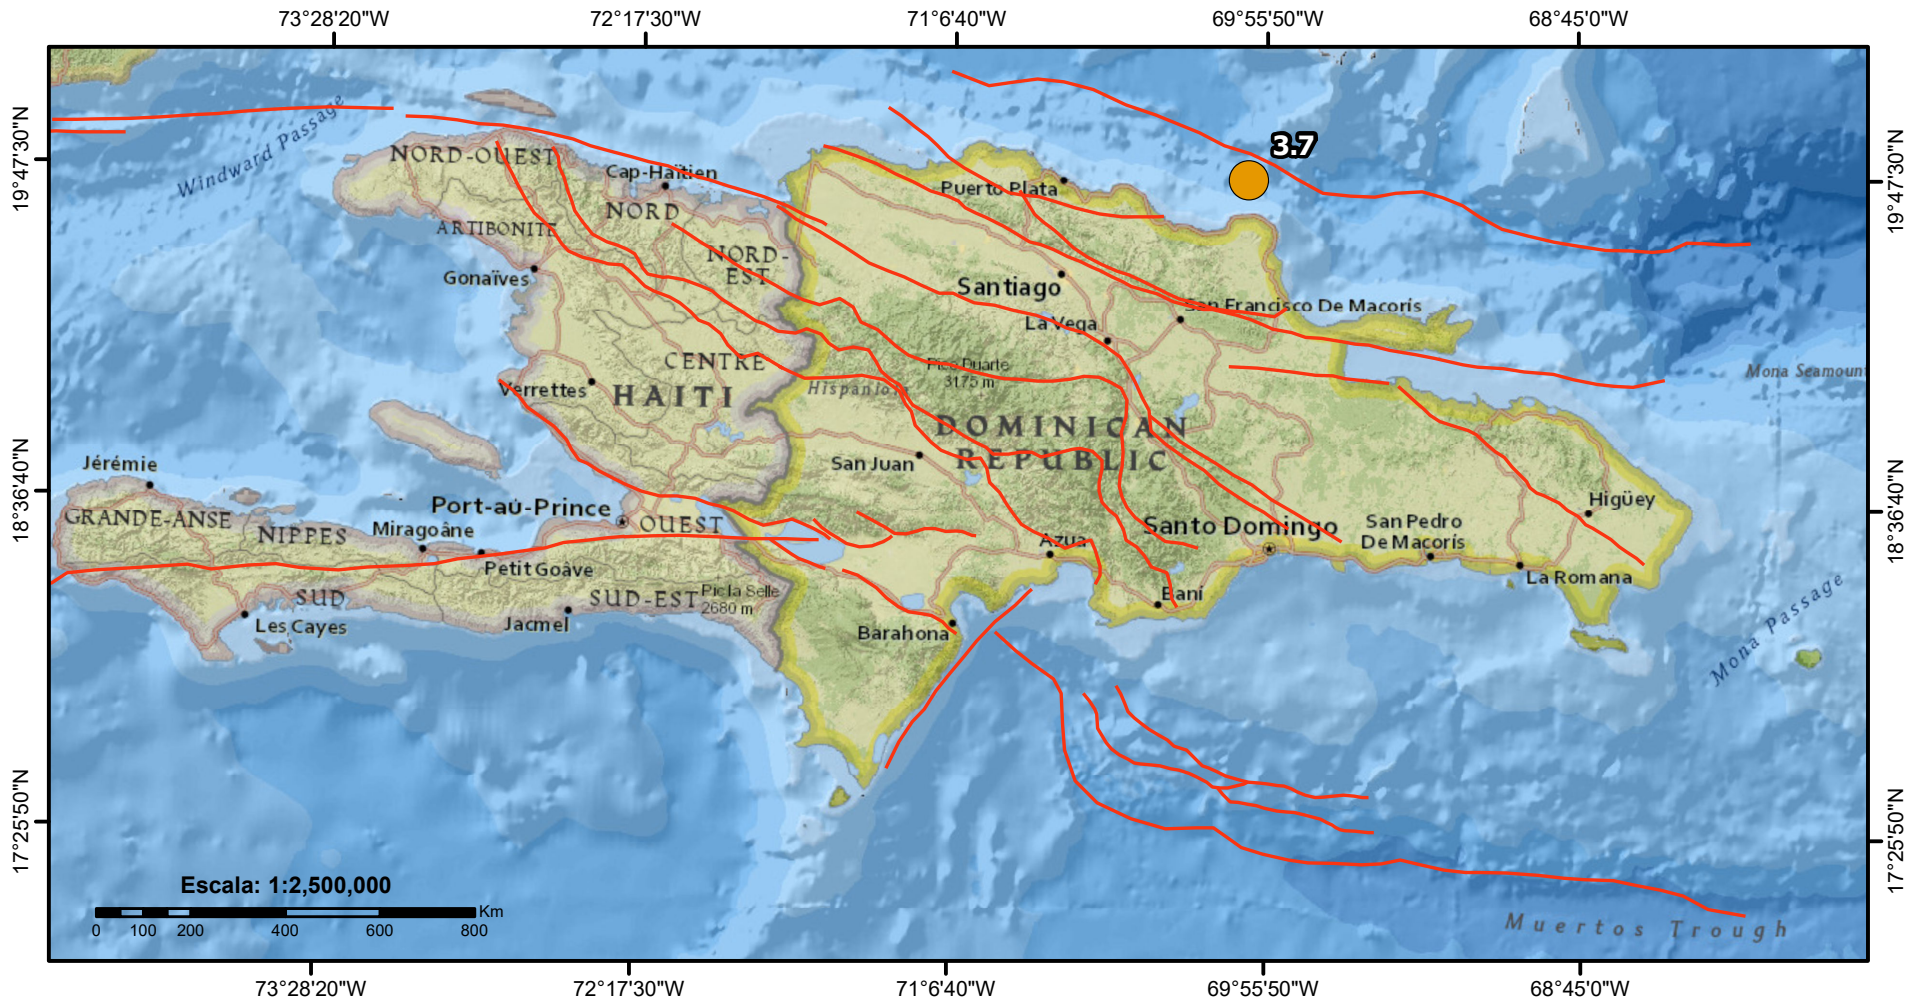 73°28'20"W
72°17'30"W
71°6'40"W
69°55'50"W
68°45'0"W
19°47'30"N
19°47'30"N
Windward Passage
NORD-OUEST
Cap-Haïtien
3.7
Puerto Plata
NORD
ARTIBONITE
NORD-
EST
Gonaïves
Santiago
San Francisco De Macorís
La Vega
CENTRE
Pico Duarte
3175 m
Mona Seamount
Verrettes
HAITI
Hispaniola
DOMINICAN
REPUBLIC
San Juan
Jérémie
18°36'40"N
18°36'40"N
Higüey
Port-au-Prince
GRANDE-ANSE
NIPPES
Miragoâne
OUEST
Santo Domingo
San Pedro
De Macorís
Azua
Petit Goâve
La Romana
SUD
SUD-EST
Pic la Selle
2680 m
Baní
Les Cayes
Jacmel
Barahona
Mona Passage
17°25'50"N
17°25'50"N
Escala: 1:2,500,000
Km
0 100 200 400 600 800
Muertos Trough
73°28'20"W
72°17'30"W
71°6'40"W
69°55'50"W
68°45'0"W